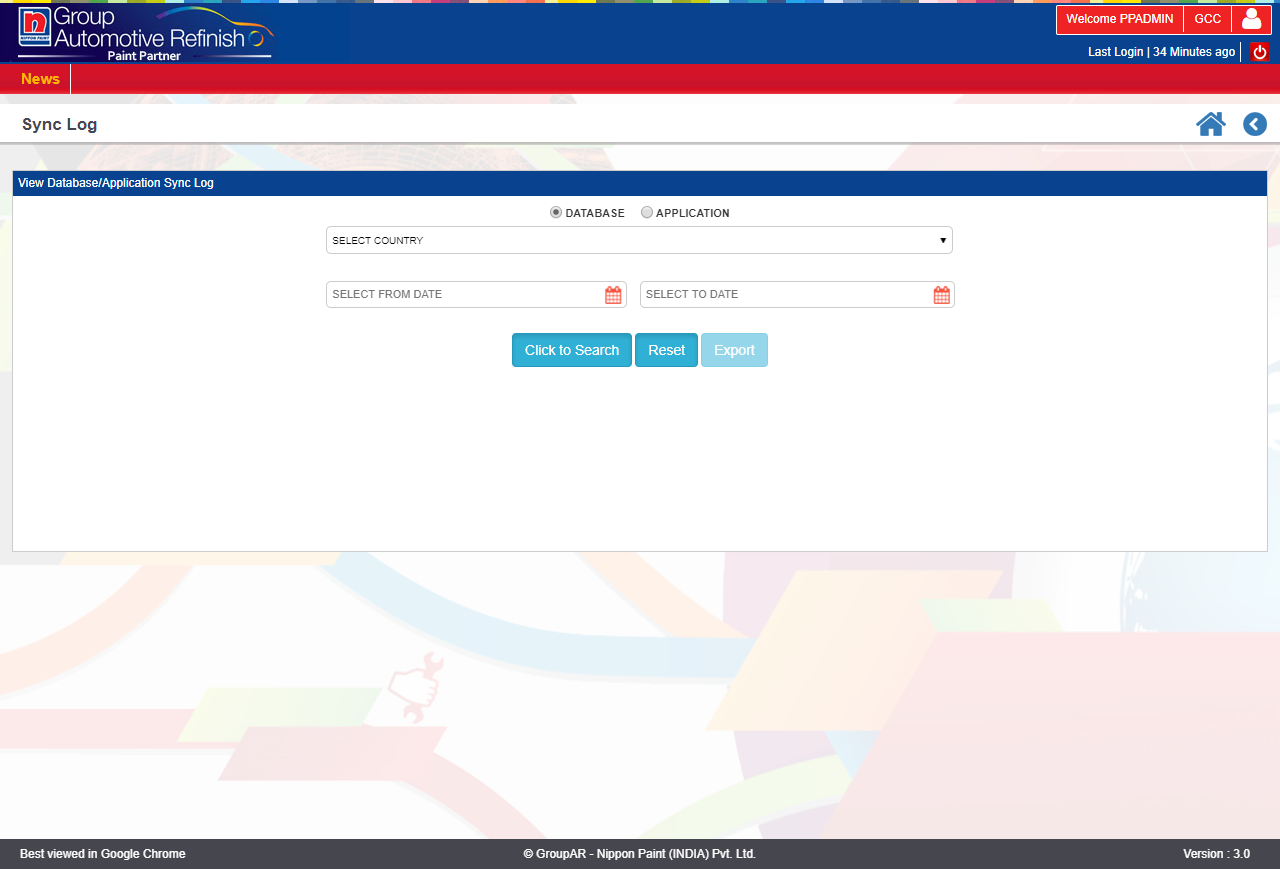 n
NIPPON PAINT
Group
Automotive Refinish
Paint Partner
Welcome PPADMIN GCC
Last Login | 34 Minutes ago
News
Sync Log
View Database/Application Sync Log
DATABASE APPLICATION
SELECT COUNTRY
SELECT FROM DATE SELECT TO DATE
Click to Search Reset Export
Best viewed in Google Chrome © GroupAR - Nippon Paint (INDIA) Pvt. Ltd. Version : 3.0